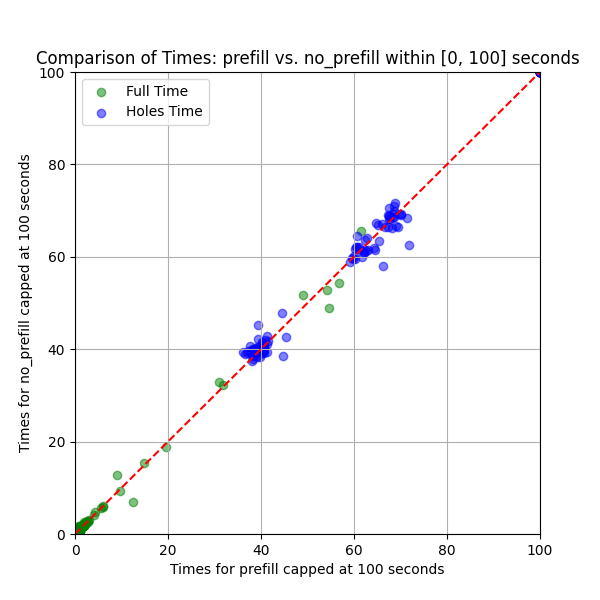 Comparison of Times: prefill vs. no_prefill within [0, 100] seconds
Full Time
Holes Time
Times for no_prefill capped at 100 seconds
100
80
60
40
20
0
0 20 40 60 80 100
Times for prefill capped at 100 seconds